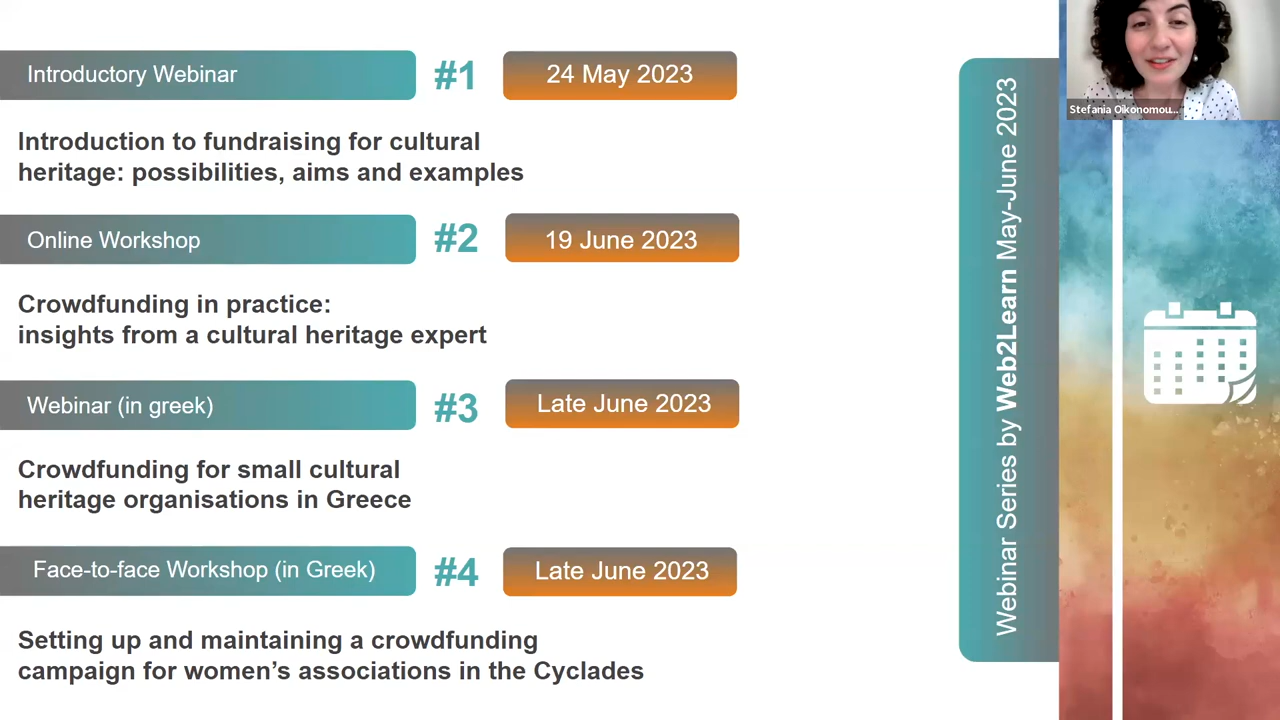 Introductory Webinar
#1
24 May 2023
Introduction to fundraising for cultural
heritage: possibilities, aims and examples
Online Workshop
#2
19 June 2023
Crowdfunding in practice:
insights from a cultural heritage expert
Webinar (in greek)
#3
Late June 2023
Crowdfunding for small cultural
heritage organisations in Greece
Face-to-face Workshop (in Greek)
#4
Late June 2023
Setting up and maintaining a crowdfunding
campaign for women’s associations in the Cyclades
Webinar Series by Web2Learn May-June 2023
Stefania Oikonomou...